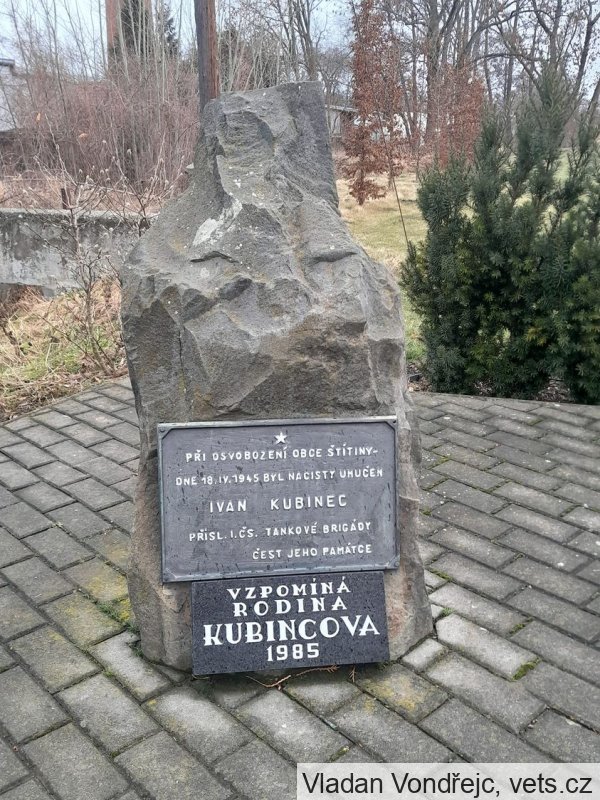 PŘI OSVOBOZENÍ OBCE ŠTÍTINY-
DNE 18.IV.1945 BYL NACISTY UMUČEN
IVAN KUBINEC
PŘÍSL. I. ČS. TANKOVÉ BRIGÁDY
ČEST JEHO PAMÁTCE
VZPOMÍNÁ
RODINA
KUBINCOVA
1985
Vladan Vondřejc, vets.cz